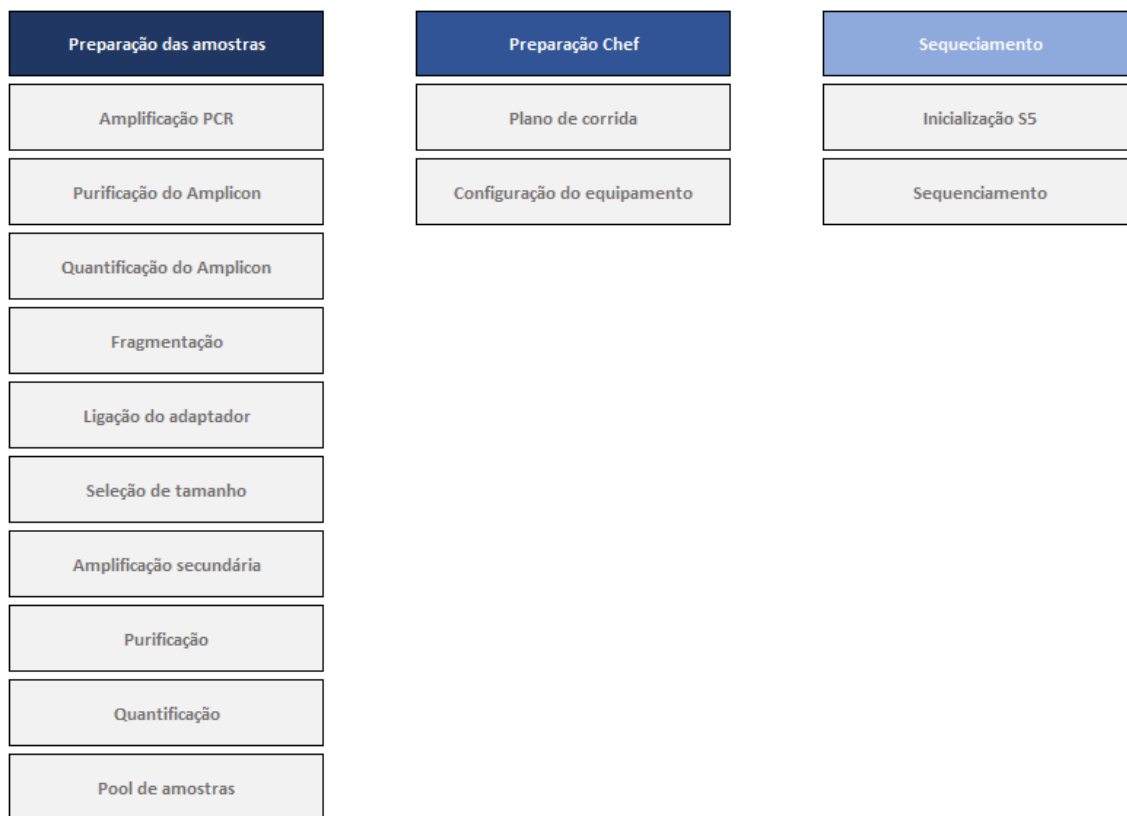 Preparação das amostras
Amplificação PCR
Purificação do Amplicon
Quantificação do Amplicon
Fragmentação
Ligação do adaptador
Seleção de tamanho
Amplificação secundária
Purificação
Quantificação
Pool de amostras
Preparação Chef
Plano de corrida
Configuração do equipamento
Sequeciamento
Inicialização S5
Sequenciamento